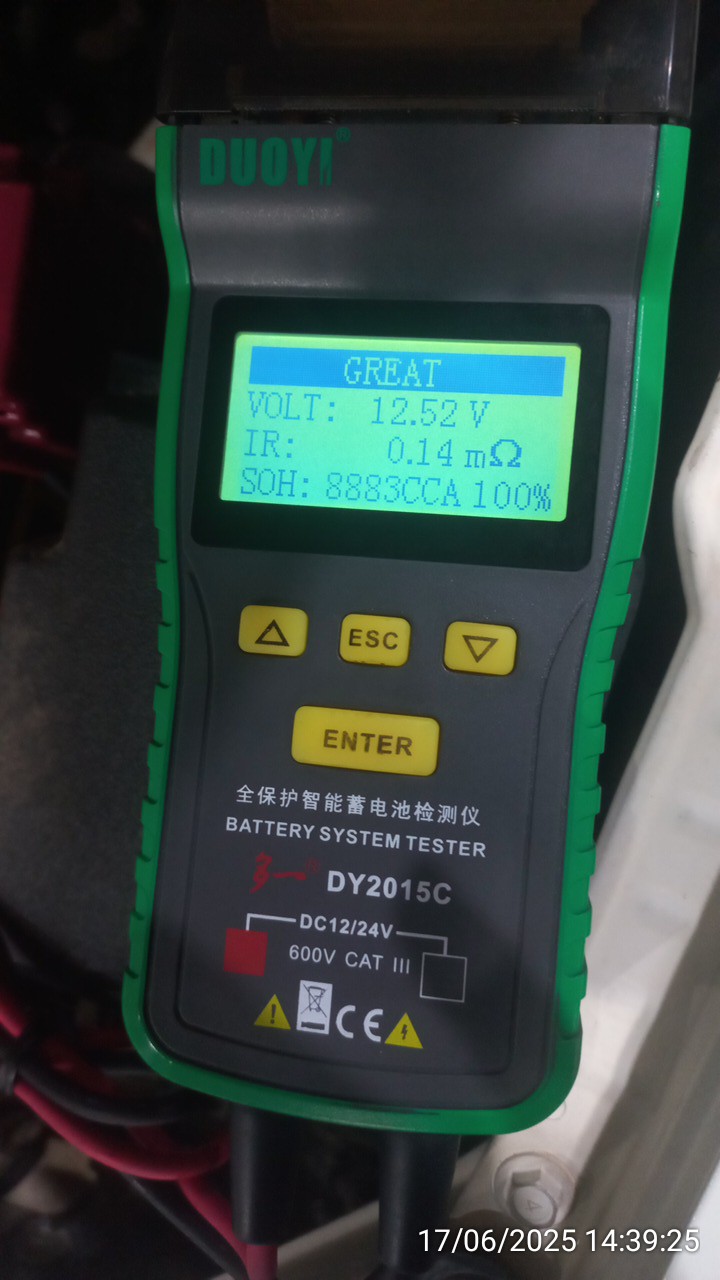 DUOYI®
GREAT
VOLT: 12.52 V
IR: 0.14 mΩ
SOH: 8883CCA 100%
ESC
ENTER
全保护智能蓄电池检测仪
BATTERY SYSTEM TESTER
多一® DY2015C
DC12/24V
600V CAT III
CE
17/06/2025 14:39:25